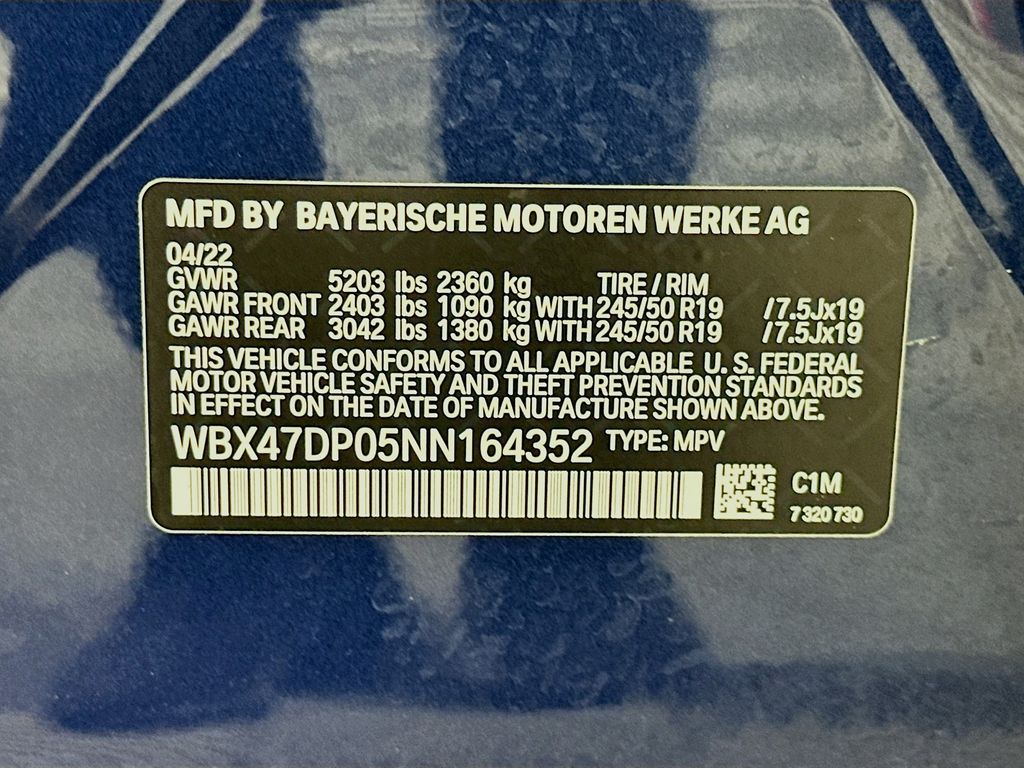 MFD BY BAYERISCHE MOTOREN WERKE AG
04/22
GVWR 5203 lbs 2360 kg TIRE / RIM
GAWR FRONT 2403 lbs 1090 kg WITH 245/50 R19 /7.5Jx19
GAWR REAR 3042 lbs 1380 kg WITH 245/50 R19 /7.5Jx19
THIS VEHICLE CONFORMS TO ALL APPLICABLE U. S. FEDERAL
MOTOR VEHICLE SAFETY AND THEFT PREVENTION STANDARDS
IN EFFECT ON THE DATE OF MANUFACTURE SHOWN ABOVE.
WBX47DP05NN164352 TYPE: MPV
C1M
7 320 730